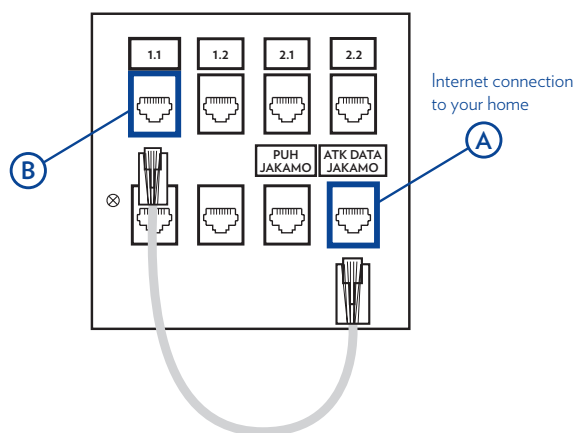 1.1 1.2 2.1 2.2
Internet connection
to your home
PUH
JAKAMO
ATK DATA
JAKAMO
A
B